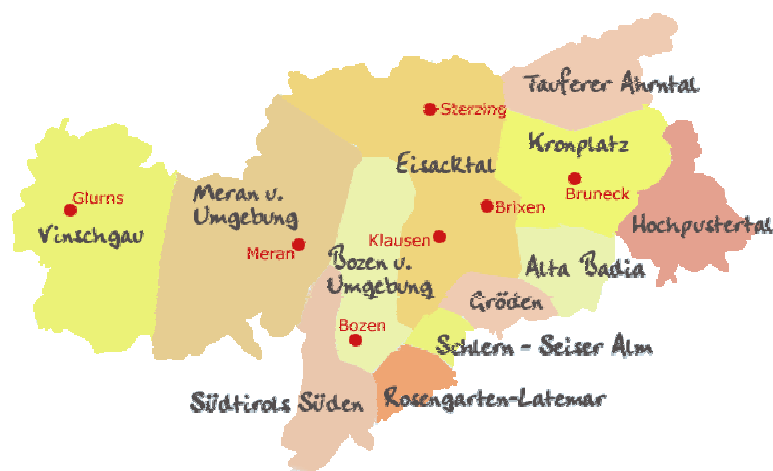 Tauferer Ahrntal
Sterzing
Kronplatz
Eisacktal
Bruneck
Glurns
Meran u.
Umgebung
Brixen
Vinschgau
Hochpustertal
Klausen
Meran
Bozen u.
Umgebung
Alta Badia
Gröden
Bozen
Schlern - Seiser Alm
Südtirols Süden
Rosengarten-Latemar